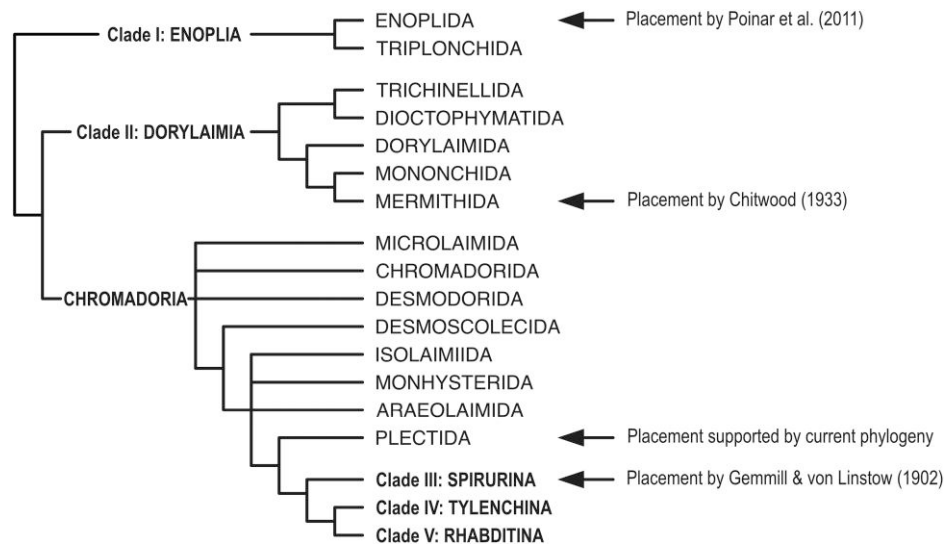 ENOPLIDA Placement by Poinar et al. (2011)
Clade I: ENOPLIA
TRIPLONCHIDA
TRICHINELLIDA
DIOCTOPHYMATIDA
Clade II: DORYLAIMIA
DORYLAIMIDA
MONONCHIDA
MERMITHIDA Placement by Chitwood (1933)
MICROLAIMIDA
CHROMADORIDA
CHROMADORIA DESMODORIDA
DESMOSCOLECIDA
ISOLAIMIIDA
MONHYSTERIDA
ARAEOLAIMIDA
PLECTIDA Placement supported by current phylogeny
Clade III: SPIRURINA Placement by Gemmill & von Linstow (1902)
Clade IV: TYLENCHINA
Clade V: RHABDITINA